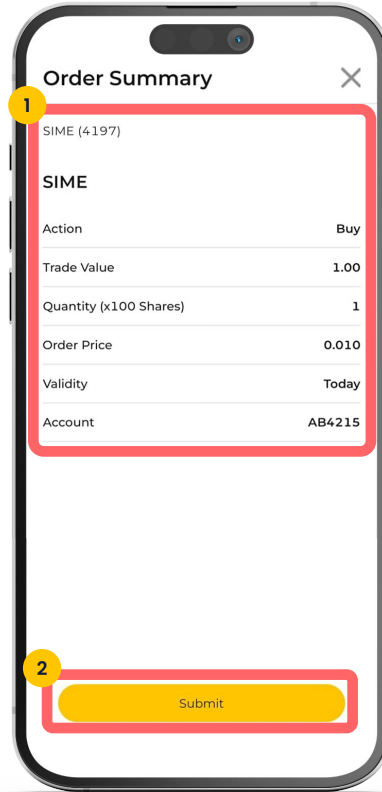 Order Summary
1
SIME (4197)
SIME
Action Buy
Trade Value 1.00
Quantity (x100 Shares) 1
Order Price 0.010
Validity Today
Account AB4215
2
Submit